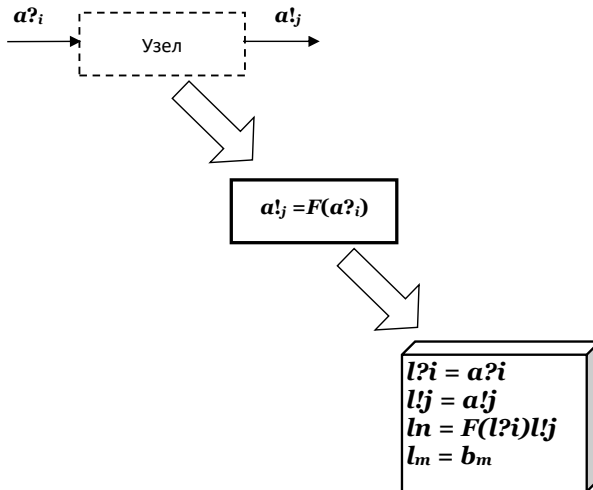 a?i a!j
Узел
a!j =F(a?i)
l?i = a?i
l!j = a!j
ln = F(l?i)l!j
lm = bm